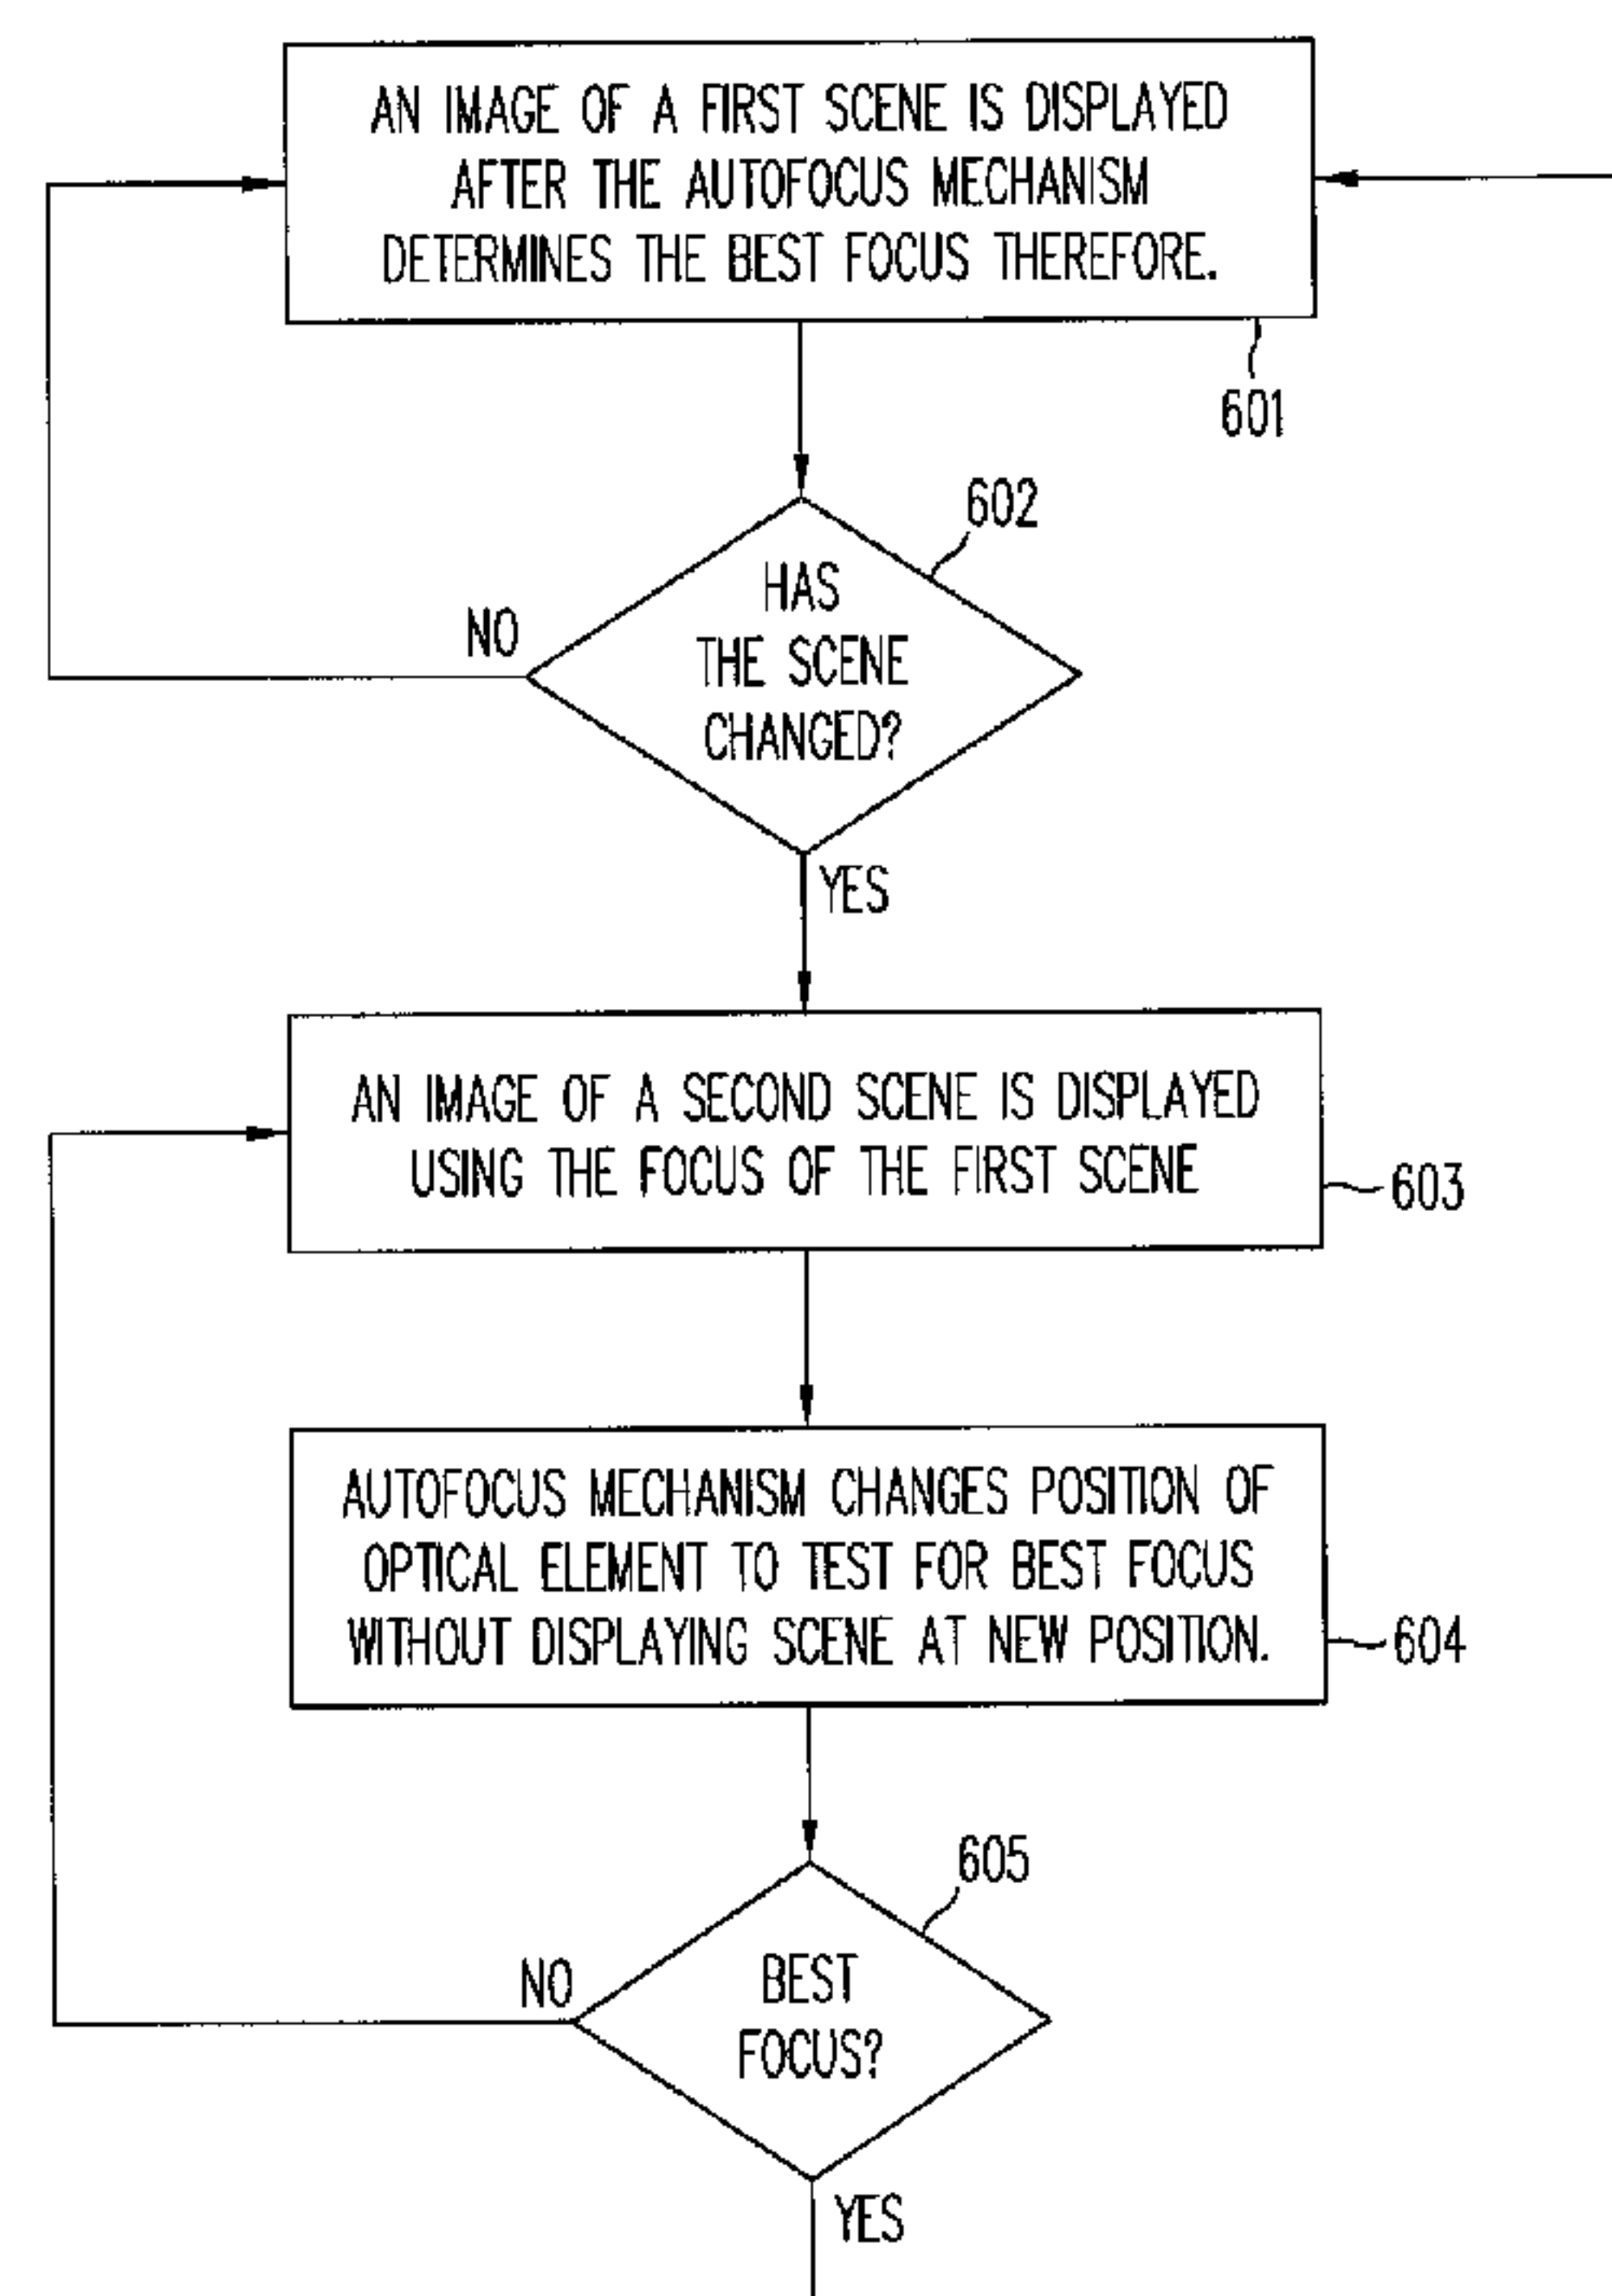 AN IMAGE OF A FIRST SCENE IS DISPLAYED
AFTER THE AUTOFOCUS MECHANISM
DETERMINES THE BEST FOCUS THEREFORE.
601
602
HAS
THE SCENE
CHANGED?
NO
YES
AN IMAGE OF A SECOND SCENE IS DISPLAYED
USING THE FOCUS OF THE FIRST SCENE
603
AUTOFOCUS MECHANISM CHANGES POSITION OF
OPTICAL ELEMENT TO TEST FOR BEST FOCUS
WITHOUT DISPLAYING SCENE AT NEW POSITION.
604
605
BEST
FOCUS?
NO
YES